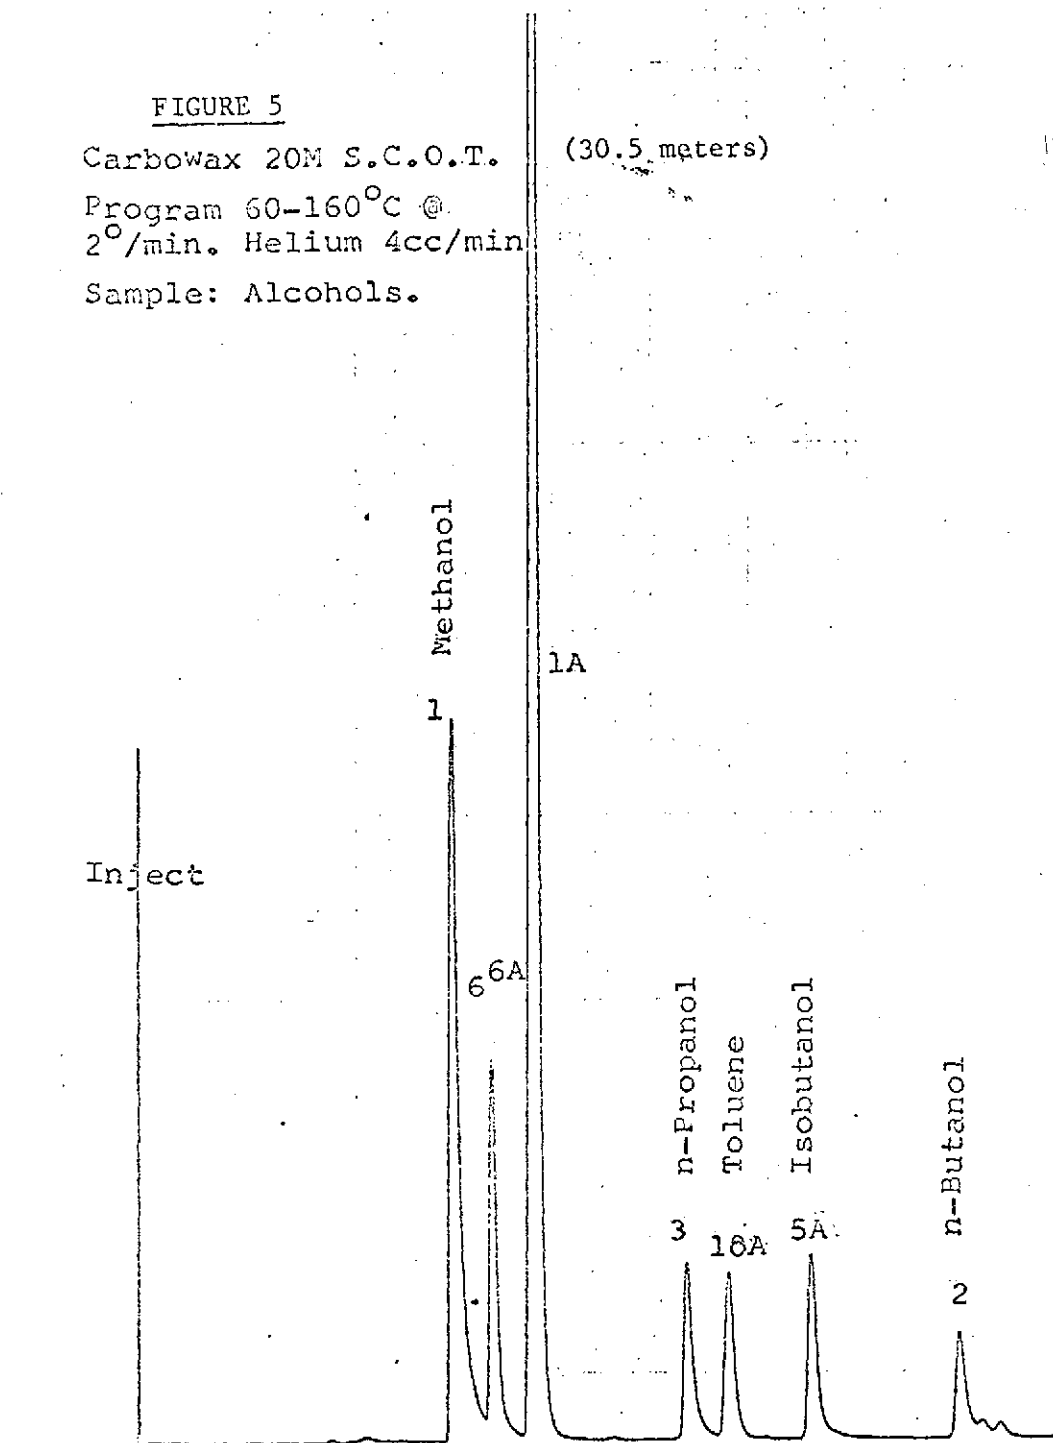 FIGURE 5
Carbowax 20M S.C.O.T. (30.5 meters)
Program 60-160°C @
2°/min. Helium 4cc/min
Sample: Alcohols.
Methanol
1A
1
Inject
6 6A
n-Propanol
Toluene
Isobutanol
n-Butanol
3
18A
5A
2